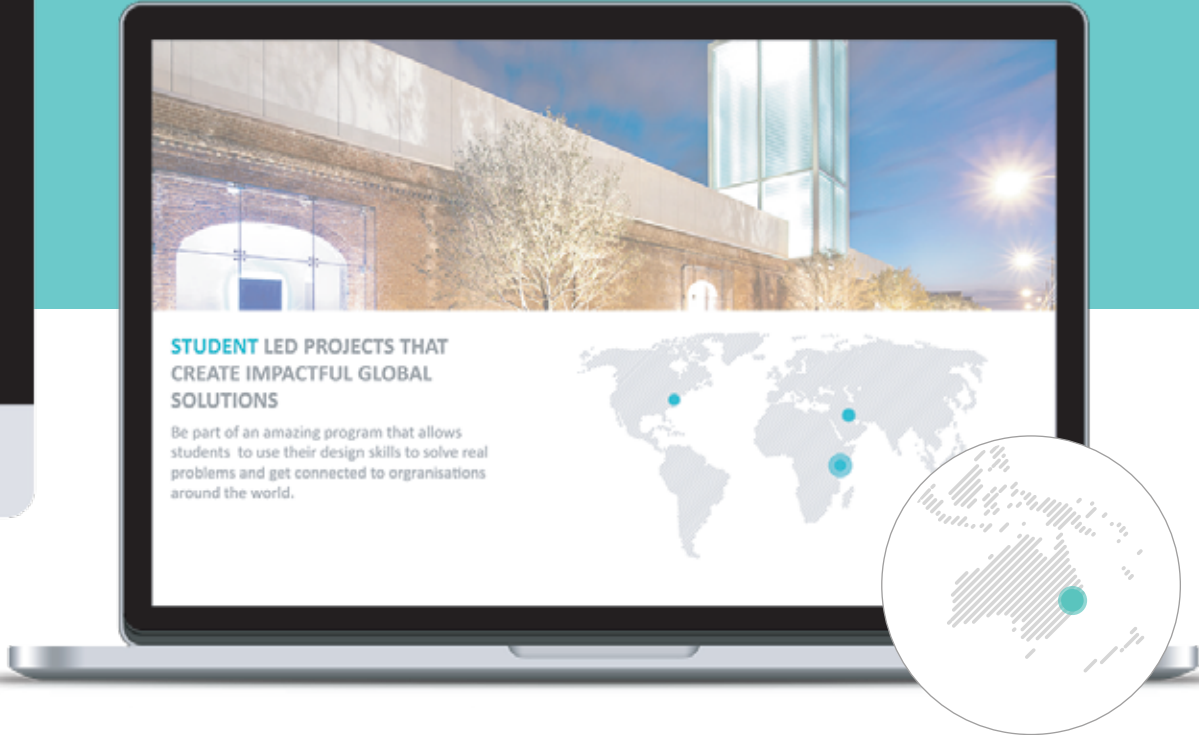 STUDENT LED PROJECTS THAT
CREATE IMPACTFUL GLOBAL
SOLUTIONS
Be part of an amazing program that allows
students to use their design skills to solve real
problems and get connected to orgranisations
around the world.